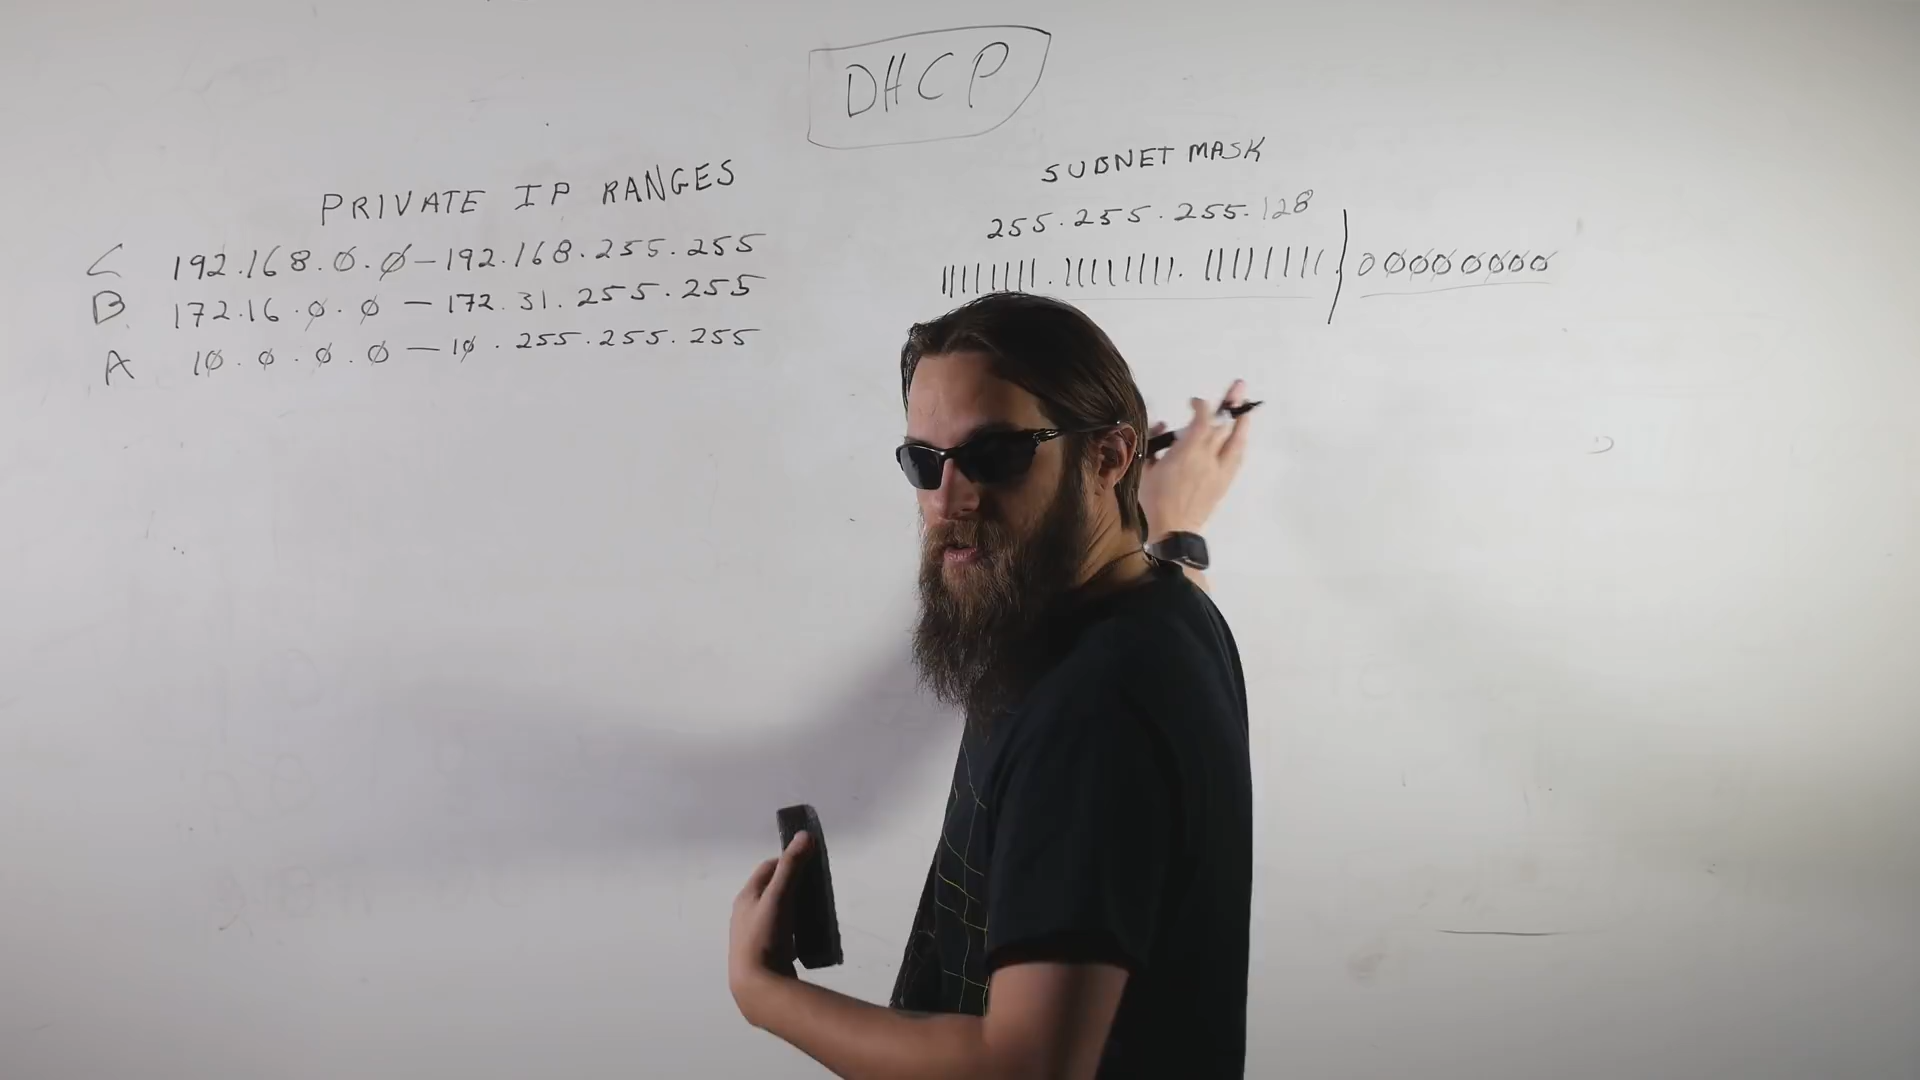 DHCP
PRIVATE IP RANGES
C 192.168.0.0 - 192.168.255.255
B 172.16.0.0 - 172.31.255.255
A 10.0.0.0 - 10.255.255.255
SUBNET MASK
255.255.255.128
11111111.11111111.11111111.00000000